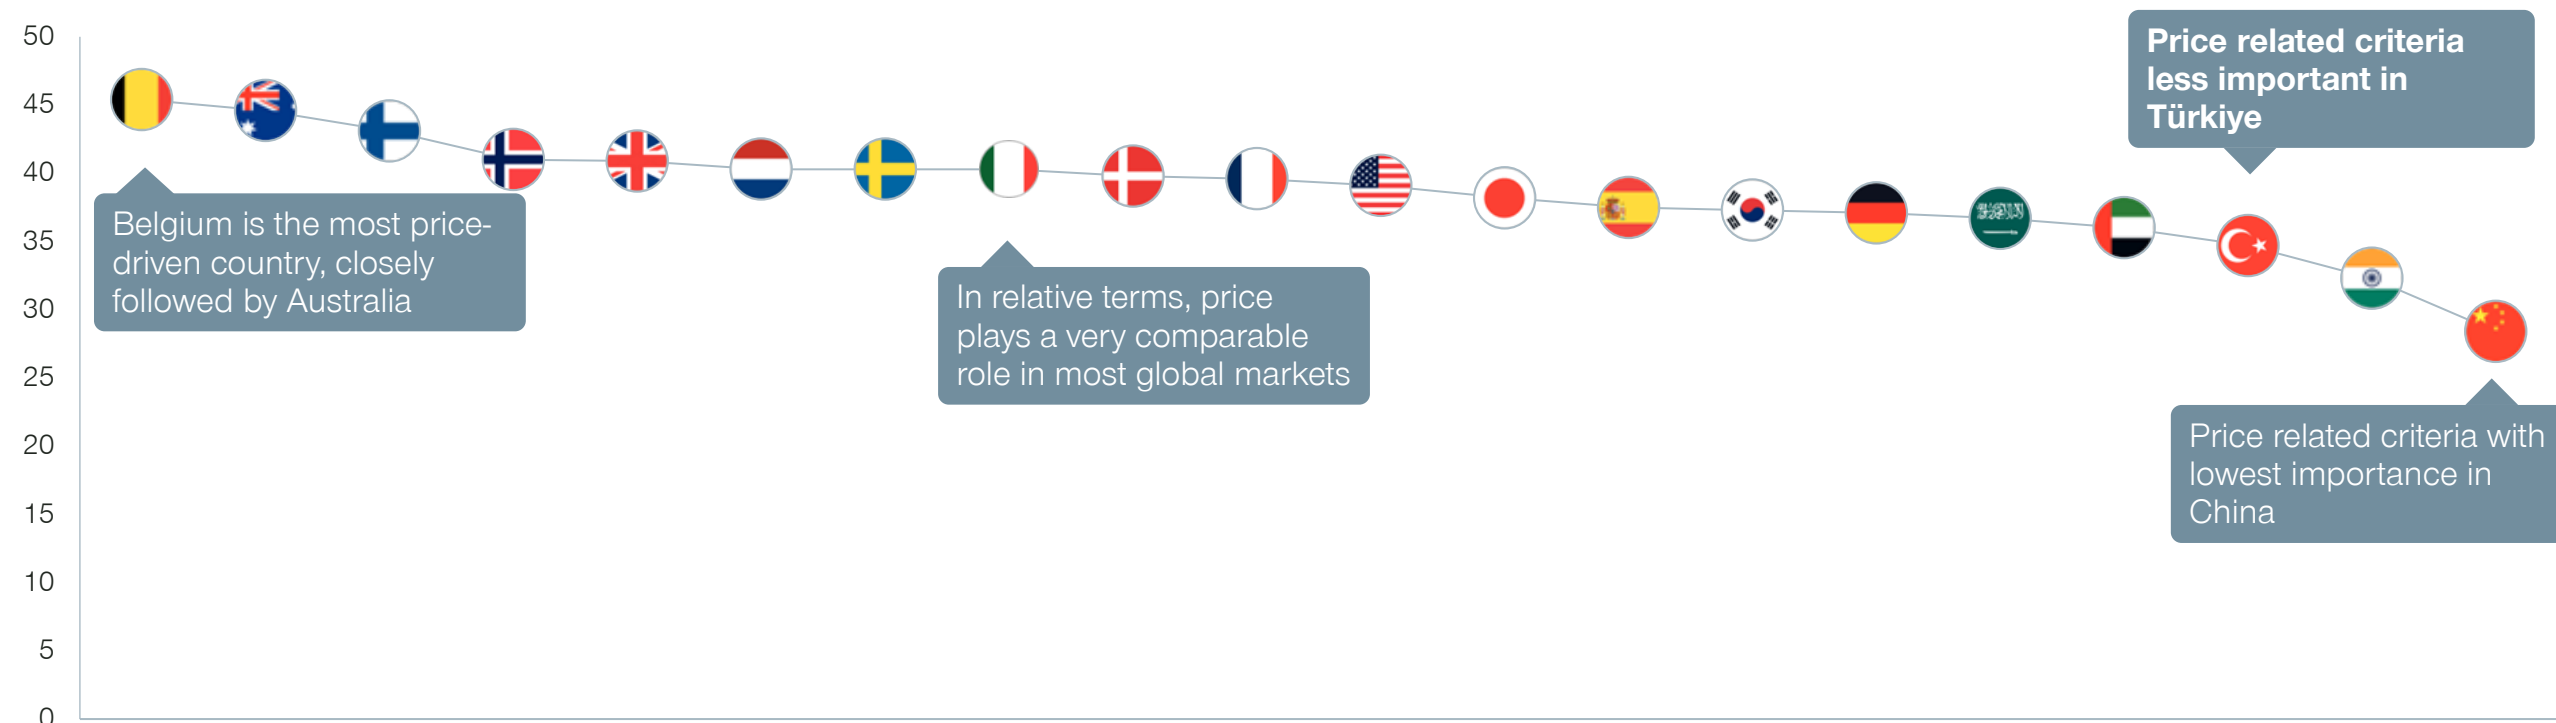 50
45
40
35
30
25
20
15
10
5
0
Belgium is the most price-
driven country, closely
followed by Australia
In relative terms, price
plays a very comparable
role in most global markets
Price related criteria
less important in
Türkiye
Price related criteria with
lowest importance in
China